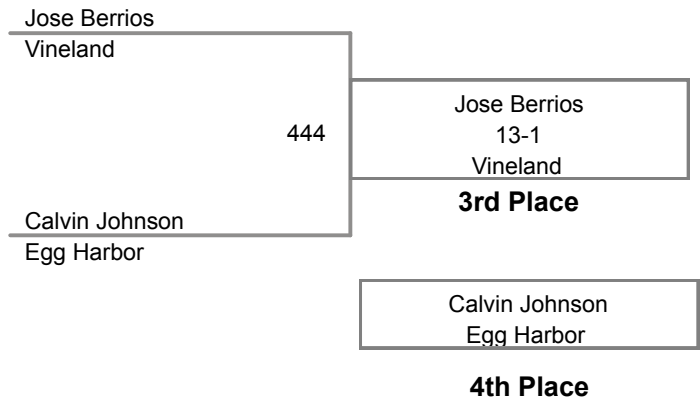 Jose Berrios
Vineland
444
Jose Berrios
13-1
Vineland
3rd Place
Calvin Johnson
Egg Harbor
Calvin Johnson
Egg Harbor
4th Place